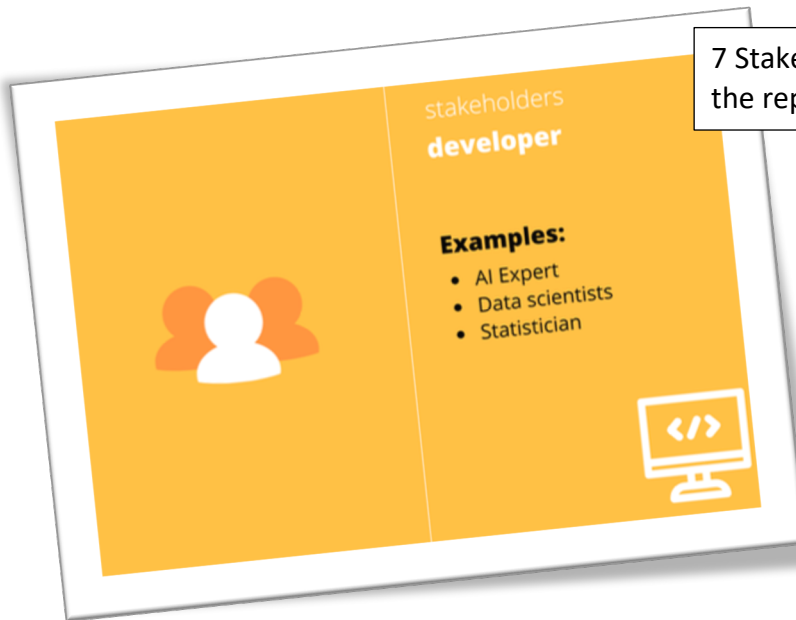 7 Stake
the rep
stakeholders
developer
Examples:
• AI Expert
• Data scientists
• Statistician
</>